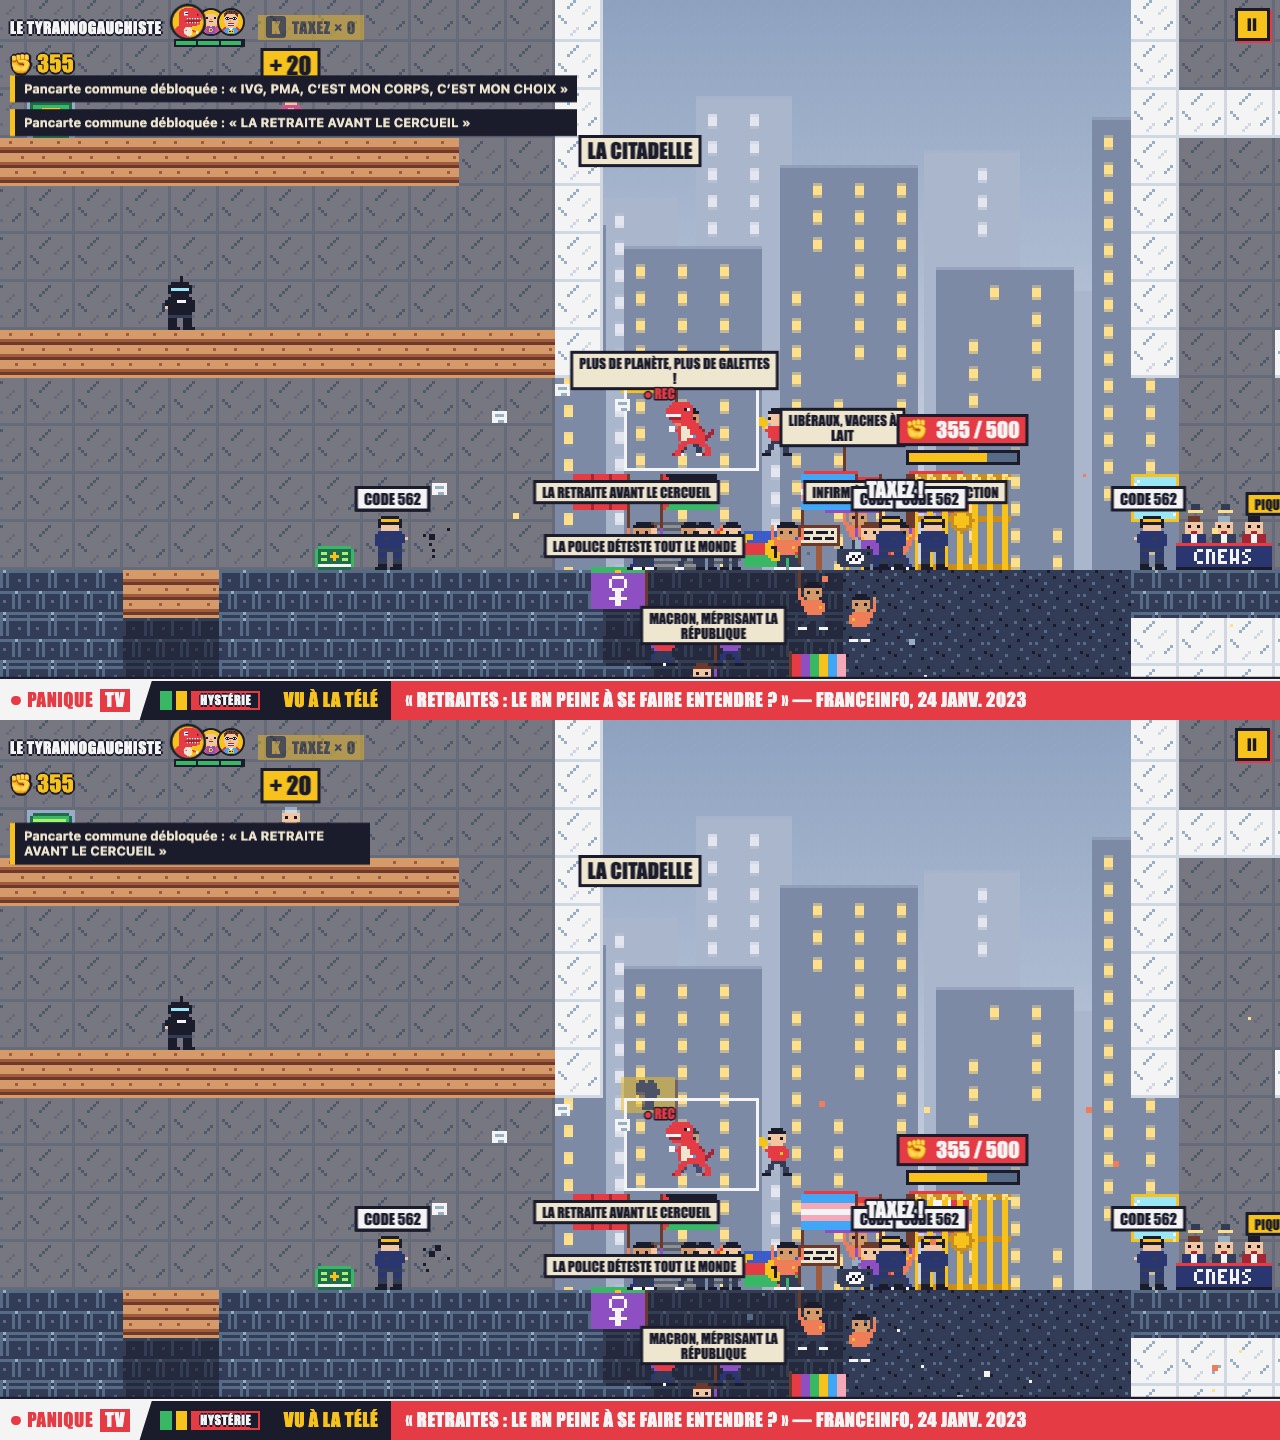 LE TYRANNOGAUCHISTE
K TAXEZ × 0
355
+ 20
Pancarte commune débloquée : « IVG, PMA, C’EST MON CORPS, C’EST MON CHOIX »
Pancarte commune débloquée : « LA RETRAITE AVANT LE CERCUEIL »
LA CITADELLE
PLUS DE PLANÈTE, PLUS DE GALETTES
!
REC
LIBÉRAUX, VACHES À
LAIT
355 / 500
LA RETRAITE AVANT LE CERCUEIL
TAXEZ !
CODE 562
CODE 562
CODE 562
LA POLICE DÉTESTE TOUT LE MONDE
CNEWS
MACRON, MÉPRISANT LA
RÉPUBLIQUE
PANIQUE TV
HYSTÉRIE
VU À LA TÉLÉ
« RETRAITES : LE RN PEINE À SE FAIRE ENTENDRE ? » — FRANCEINFO, 24 JANV. 2023
LE TYRANNOGAUCHISTE
K TAXEZ × 0
355
+ 20
Pancarte commune débloquée : « LA RETRAITE
AVANT LE CERCUEIL »
LA CITADELLE
REC
355 / 500
LA RETRAITE AVANT LE CERCUEIL
TAXEZ !
CODE 562
CODE 562
CODE 562
LA POLICE DÉTESTE TOUT LE MONDE
CNEWS
MACRON, MÉPRISANT LA
RÉPUBLIQUE
PANIQUE TV
HYSTÉRIE
VU À LA TÉLÉ
« RETRAITES : LE RN PEINE À SE FAIRE ENTENDRE ? » — FRANCEINFO, 24 JANV. 2023